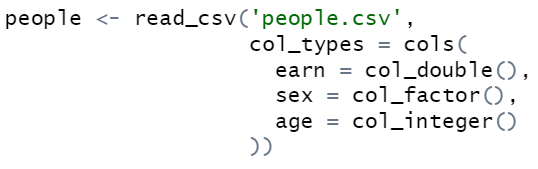 people <- read_csv('people.csv',
                   col_types = cols(
                     earn = col_double(),
                     sex = col_factor(),
                     age = col_integer()
                   ))